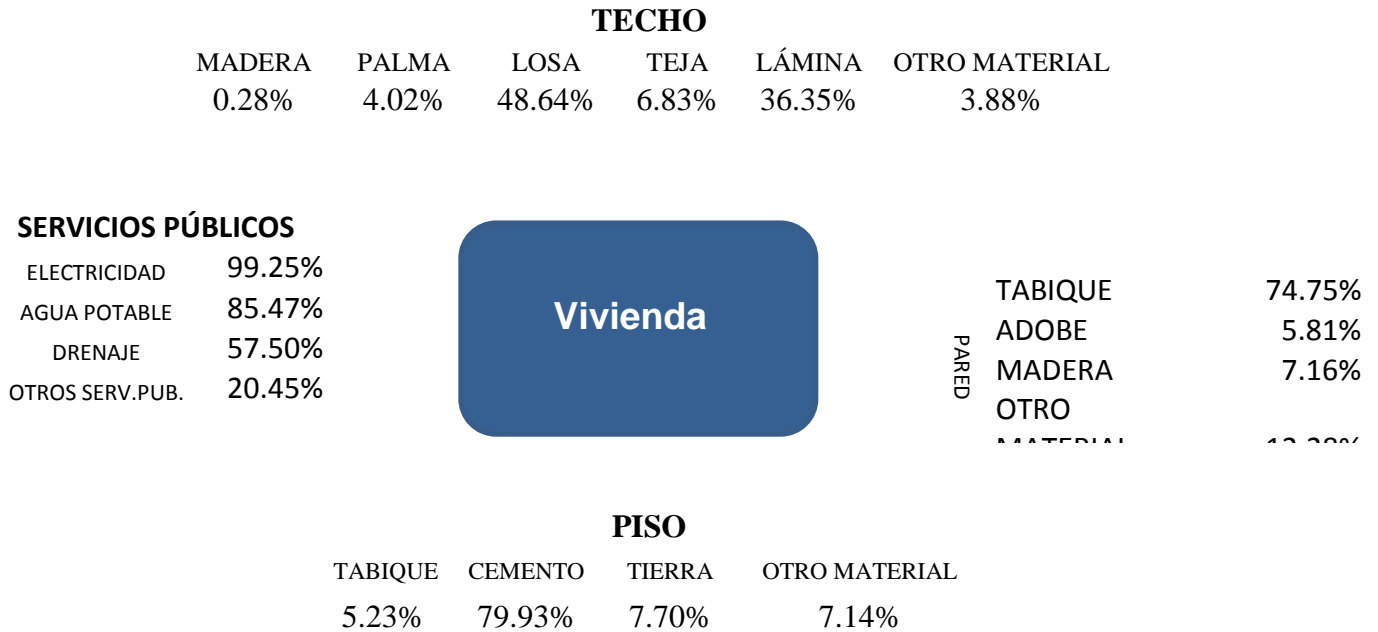 TECHO
MADERA PALMA LOSA TEJA LÁMINA OTRO MATERIAL
0.28% 4.02% 48.64% 6.83% 36.35% 3.88%
SERVICIOS PÚBLICOS
ELECTRICIDAD 99.25%
AGUA POTABLE 85.47%
DRENAJE 57.50%
OTROS SERV.PUB. 20.45%
Vivienda
PARED
TABIQUE 74.75%
ADOBE 5.81%
MADERA 7.16%
OTRO
MATERIAL 12.28%
PISO
TABIQUE CEMENTO TIERRA OTRO MATERIAL
5.23% 79.93% 7.70% 7.14%